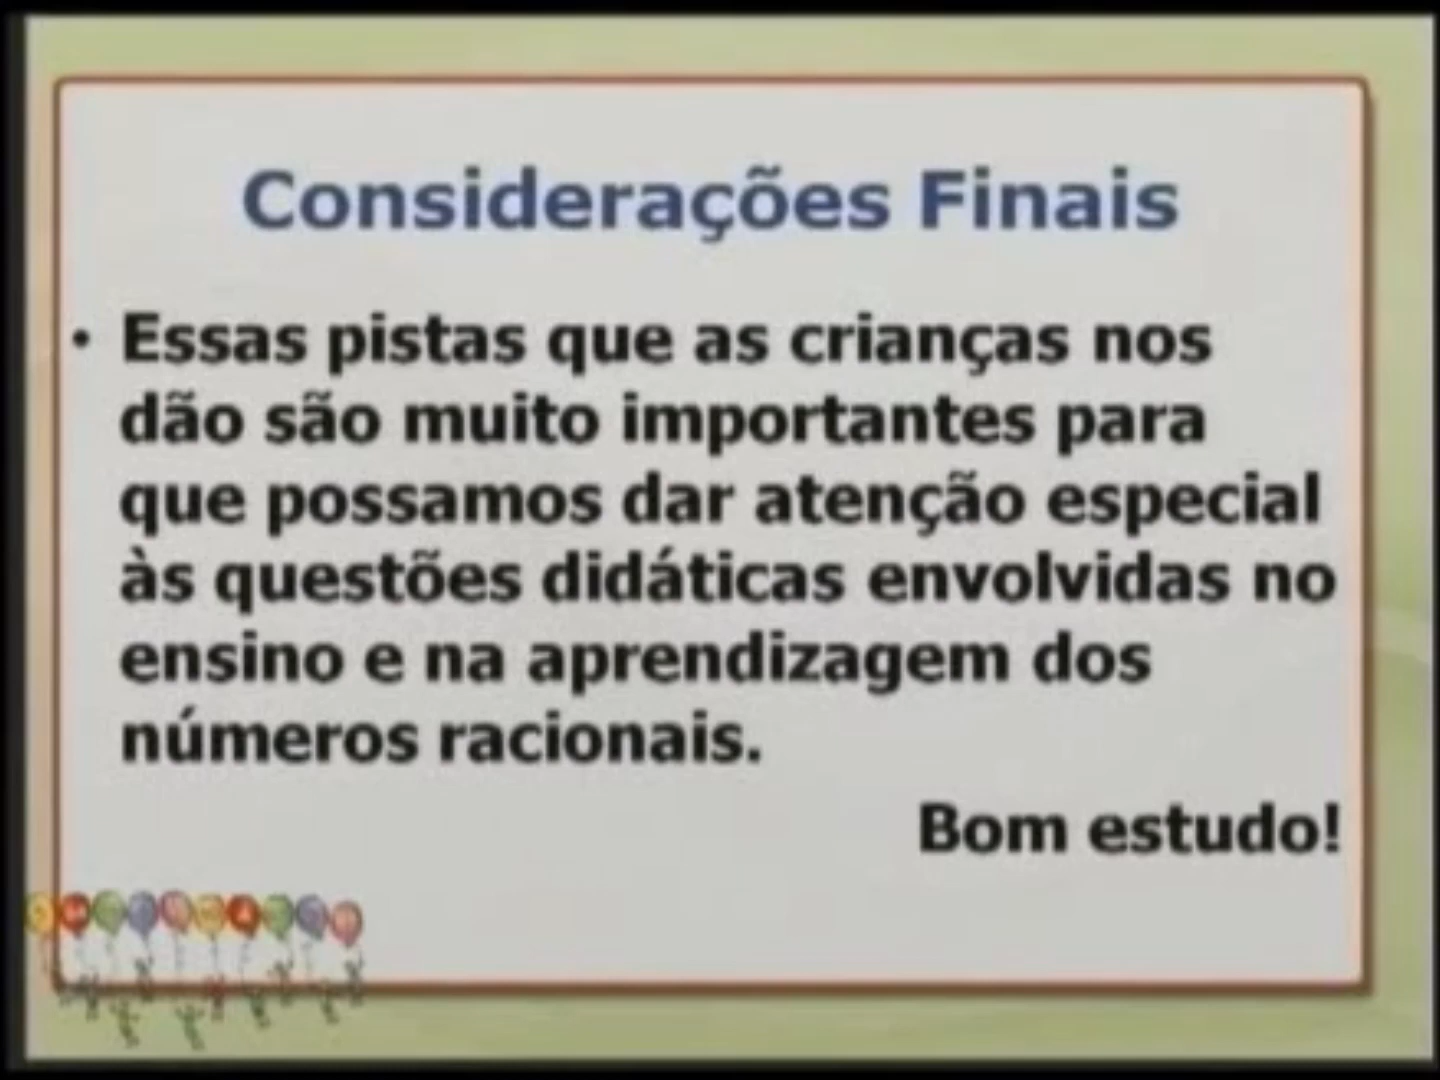 Considerações Finais
• Essas pistas que as crianças nos
dão são muito importantes para
que possamos dar atenção especial
às questões didáticas envolvidas no
ensino e na aprendizagem dos
números racionais.
Bom estudo!